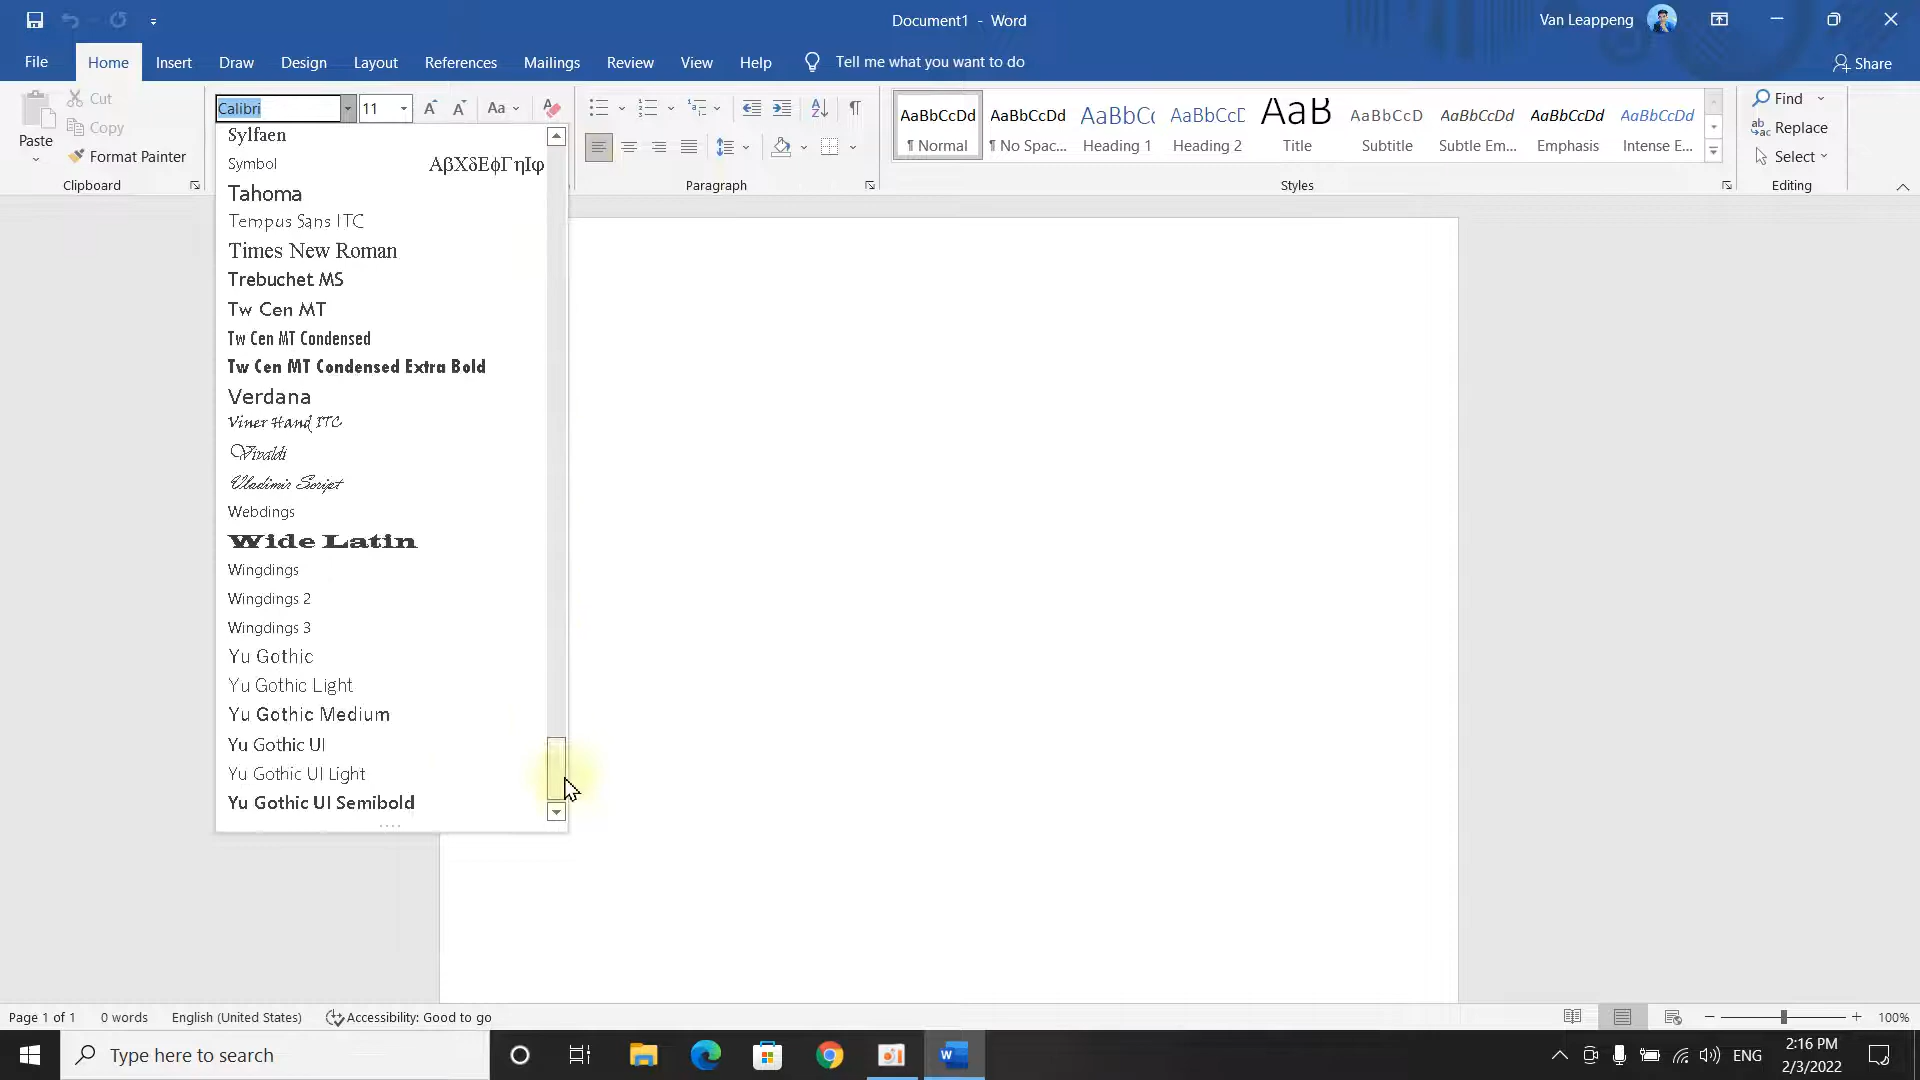 Document1 - Word
Van Leappeng
File Home Insert Draw Design Layout References Mailings Review View Help Tell me what you want to do
Share
Paste
Cut
Copy
Format Painter
Clipboard
Calibri 11 Aa
Paragraph
AaBbCcDd AaBbCcDd AaBbCc AaBbCcD AaB AaBbCcD AaBbCcDd AaBbCcDd AaBbCcDd
¶ Normal ¶ No Spac... Heading 1 Heading 2 Title Subtitle Subtle Em... Emphasis Intense E...
Styles
Find
Replace
Select
Editing
Sylfaen
Symbol ΑβΧδΕφΓηΙφ
Tahoma
Tempus Sans ITC
Times New Roman
Trebuchet MS
Tw Cen MT
Tw Cen MT Condensed
Tw Cen MT Condensed Extra Bold
Verdana
Viner Hand ITC
Vivaldi
Vladimir Script
Webdings
Wide Latin
Wingdings
Wingdings 2
Wingdings 3
Yu Gothic
Yu Gothic Light
Yu Gothic Medium
Yu Gothic UI
Yu Gothic UI Light
Yu Gothic UI Semibold
Page 1 of 1 0 words English (United States) Accessibility: Good to go
100%
Type here to search
ENG
2:16 PM
2/3/2022